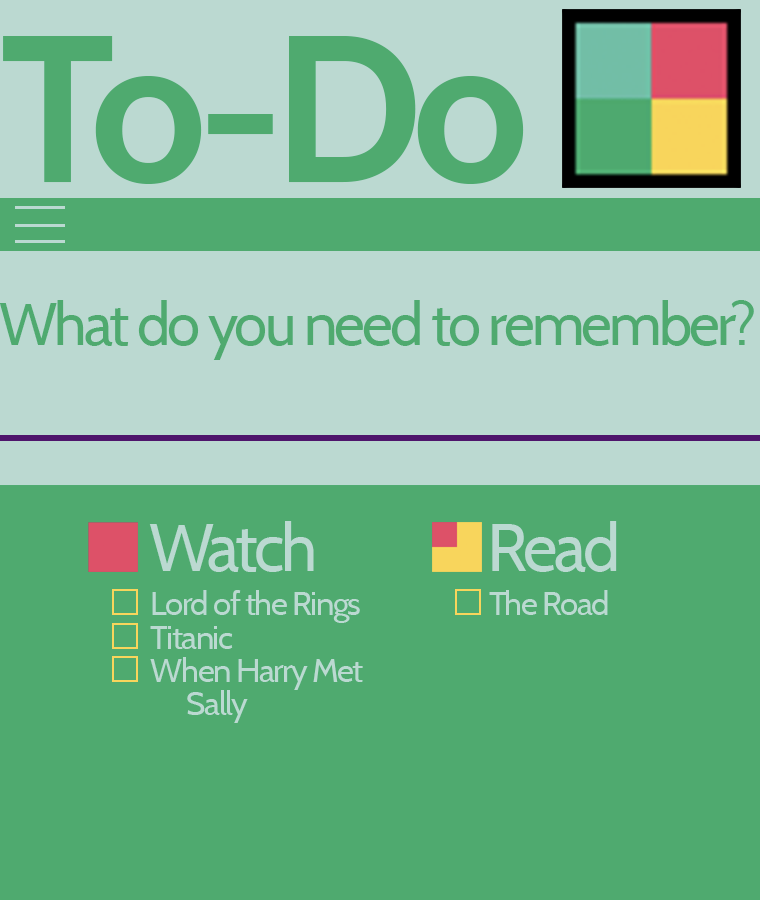 To-Do
What do you need to remember?
Watch
Lord of the Rings
Titanic
When Harry Met
Sally
Read
The Road